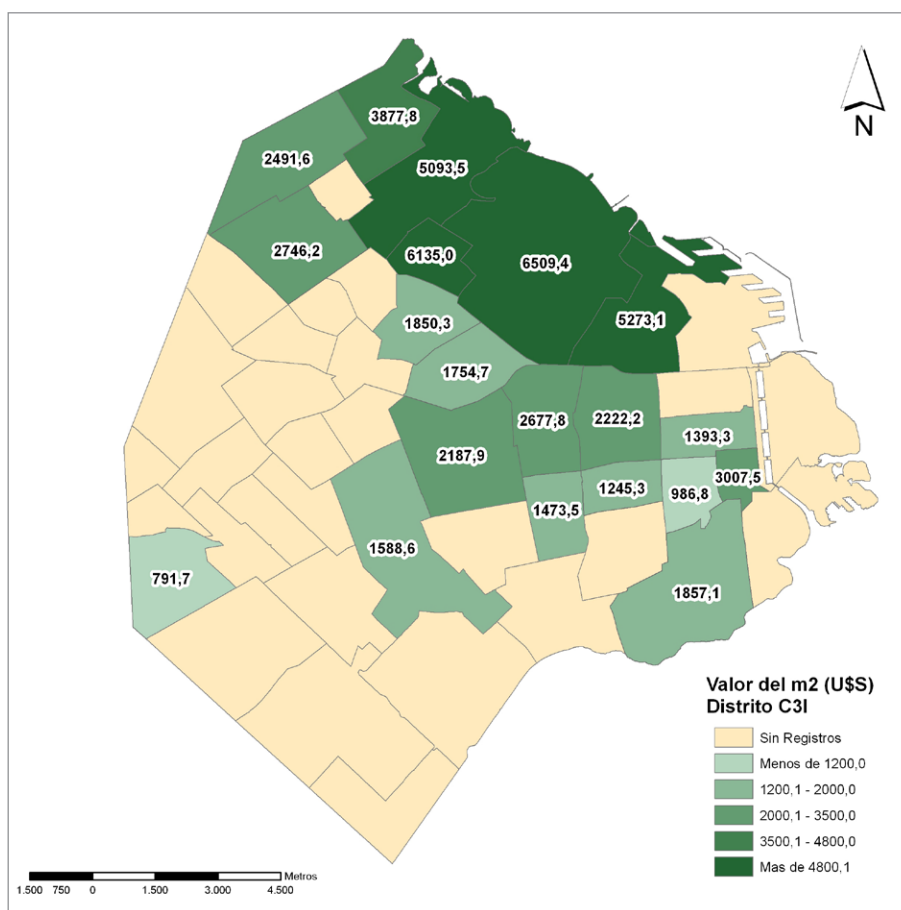 N
3877,8
2491,6
5093,5
2746,2
6135,0
6509,4
5273,1
1850,3
1754,7
2677,8
2222,2
1393,3
2187,9
3007,5
1245,3
986,8
1473,5
1588,6
791,7
1857,1
Valor del m2 (U$S)
Distrito C3I
Sin Registros
Menos de 1200,0
1200,1 - 2000,0
2000,1 - 3500,0
3500,1 - 4800,0
Mas de 4800,1
Metros
1.500 750 0 1.500 3.000 4.500